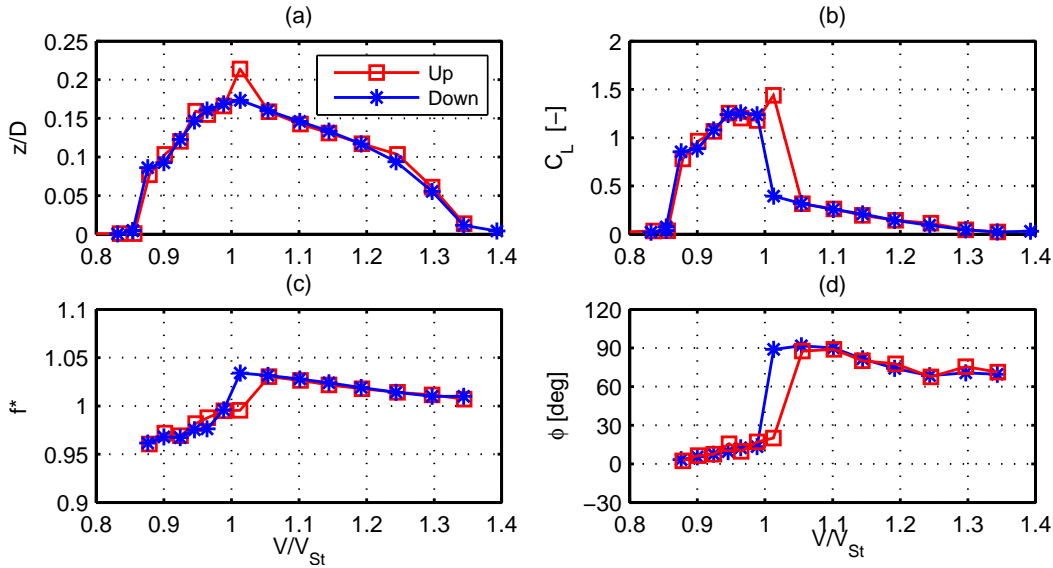 (a)
(b)
0.25
0.2
0.15
0.1
0.05
0
z/D
Up
Down
0.8 0.9 1 1.1 1.2 1.3 1.4
2
1.5
1
0.5
0
C_L [-]
0.8 0.9 1 1.1 1.2 1.3 1.4
(c)
(d)
1.1
1.05
1
0.95
0.9
f*
0.8 0.9 1 1.1 1.2 1.3 1.4
V/V_St
120
90
60
30
0
−30
ϕ [deg]
0.8 0.9 1 1.1 1.2 1.3 1.4
V/V_St